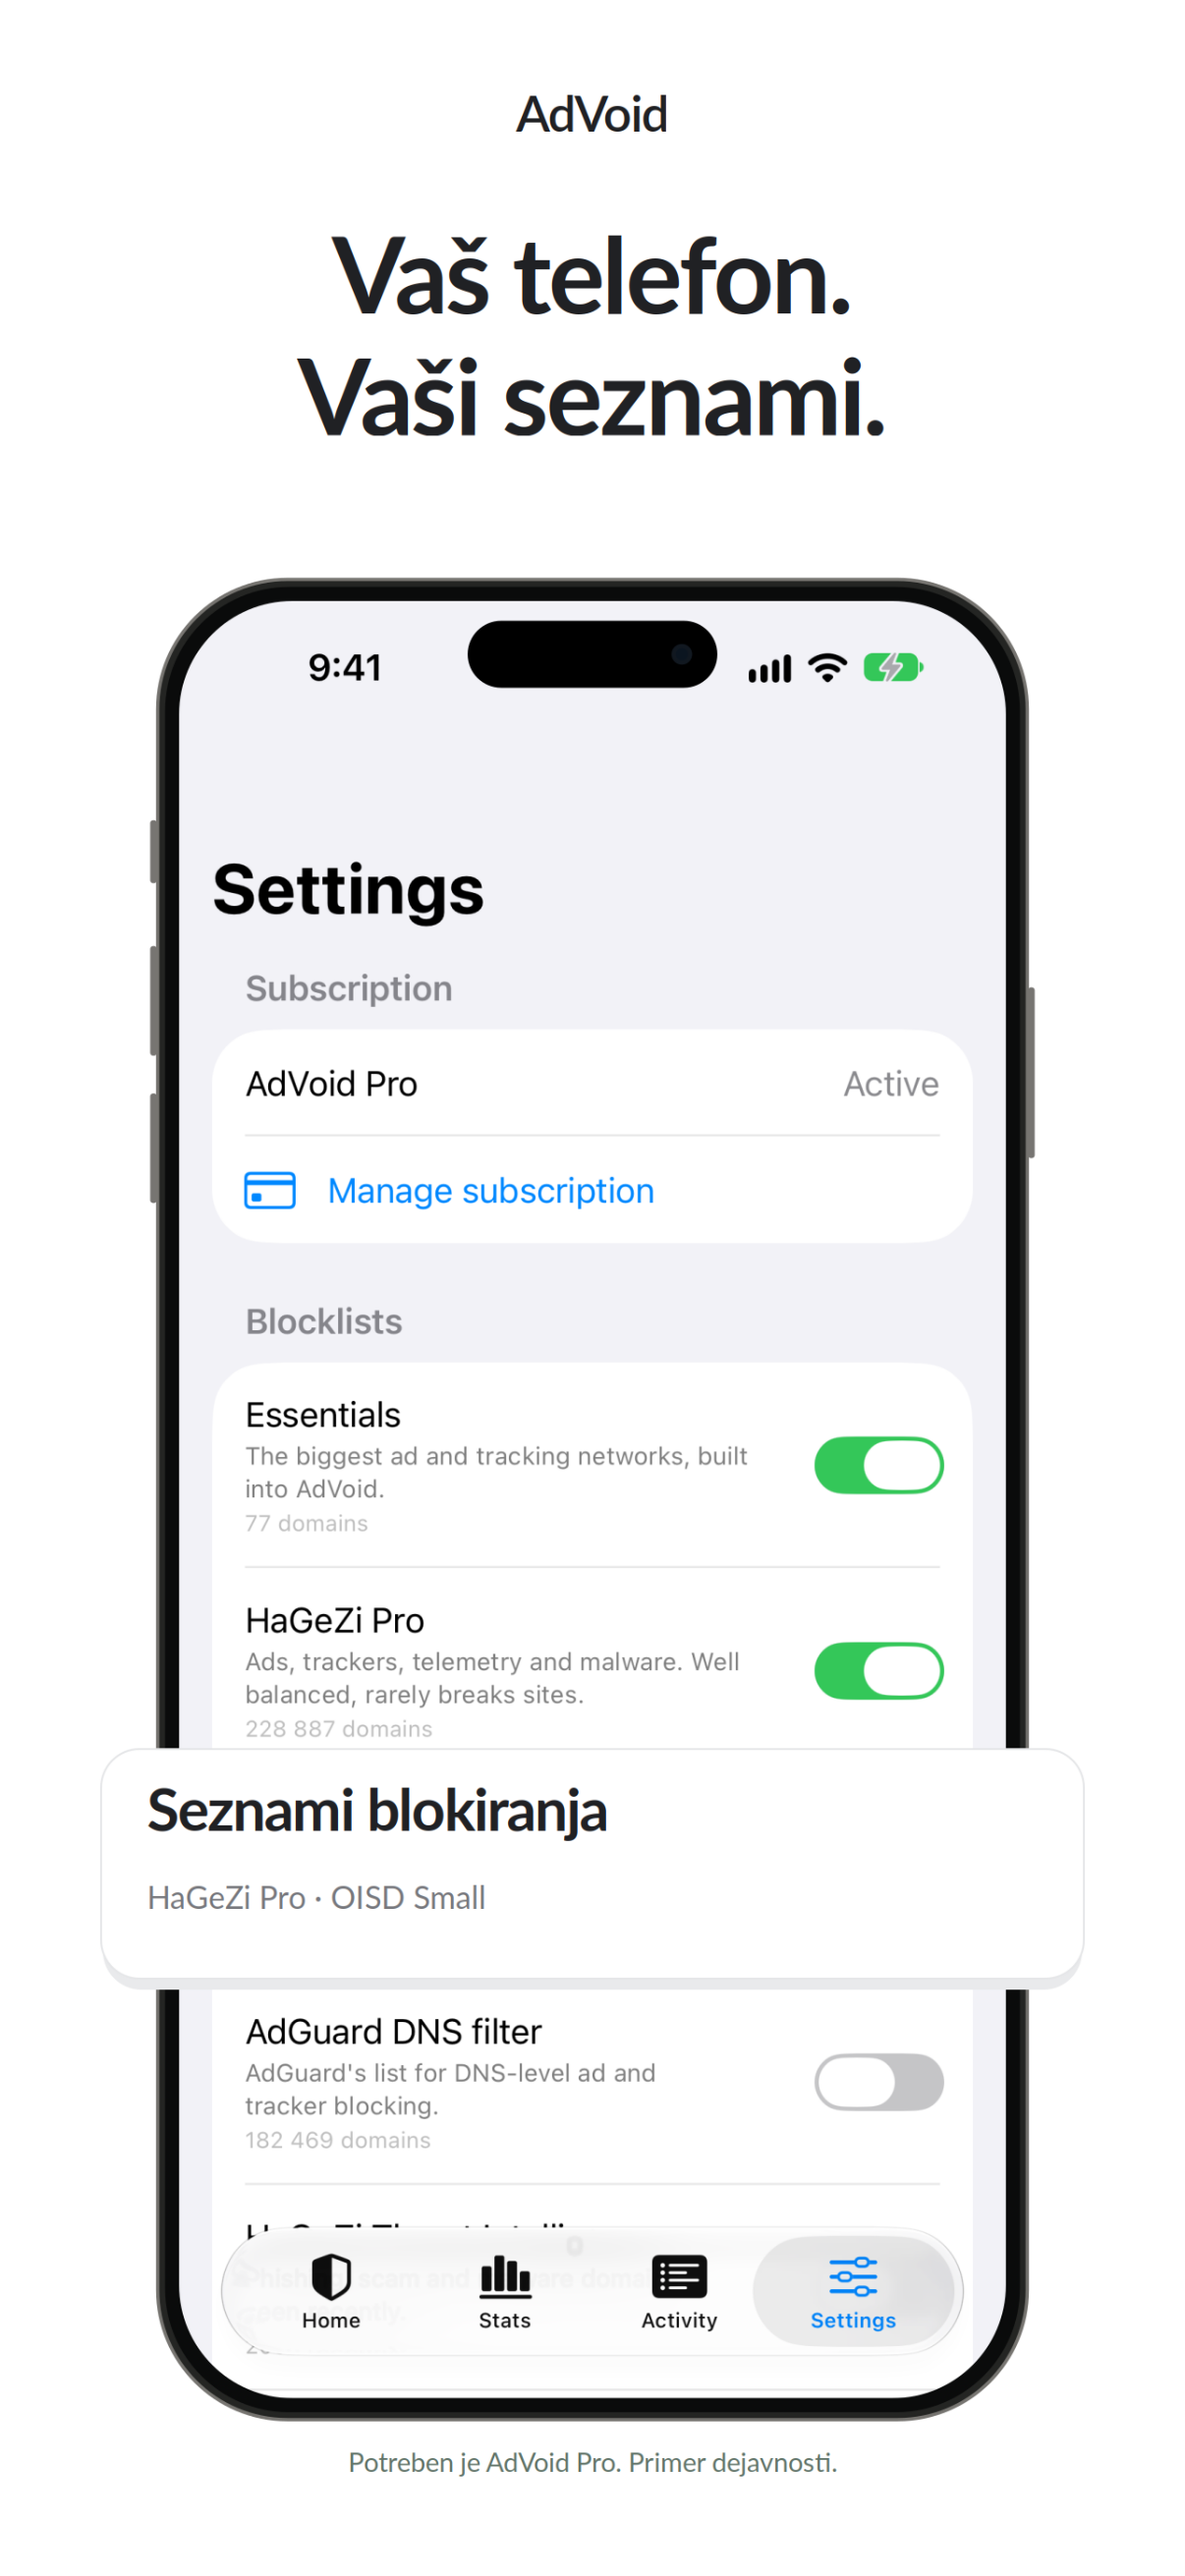 AdVoid
Vaš telefon.
Vaši seznami.
9:41
Settings
Subscription
AdVoid Pro
Active
Manage subscription
Blocklists
Essentials
The biggest ad and tracking networks, built
into AdVoid.
77 domains
HaGeZi Pro
Ads, trackers, telemetry and malware. Well
balanced, rarely breaks sites.
228 887 domains
Seznami blokiranja
HaGeZi Pro · OISD Small
AdGuard DNS filter
AdGuard's list for DNS-level ad and
tracker blocking.
182 469 domains
Home
Stats
Activity
Settings
Potreben je AdVoid Pro. Primer dejavnosti.